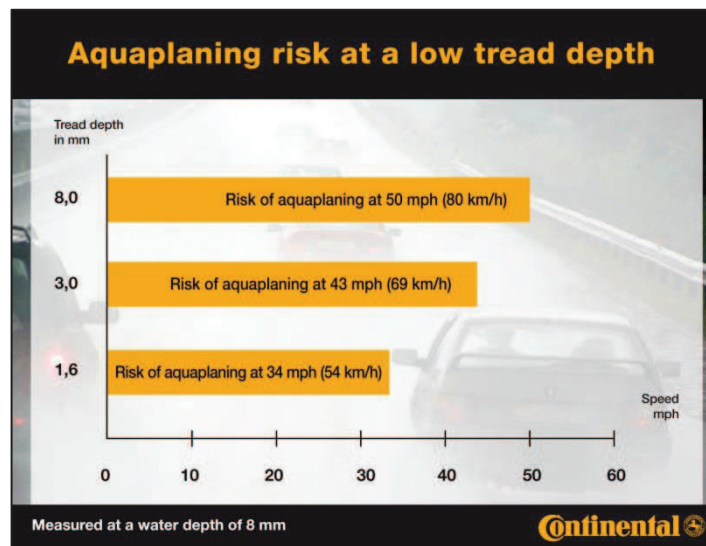 Aquaplaning risk at a low tread depth
Tread depth
in mm
8,0
Risk of aquaplaning at 50 mph (80 km/h)
3,0
Risk of aquaplaning at 43 mph (69 km/h)
1,6
Risk of aquaplaning at 34 mph (54 km/h)
Speed
mph
0 10 20 30 40 50 60
Measured at a water depth of 8 mm
Continental